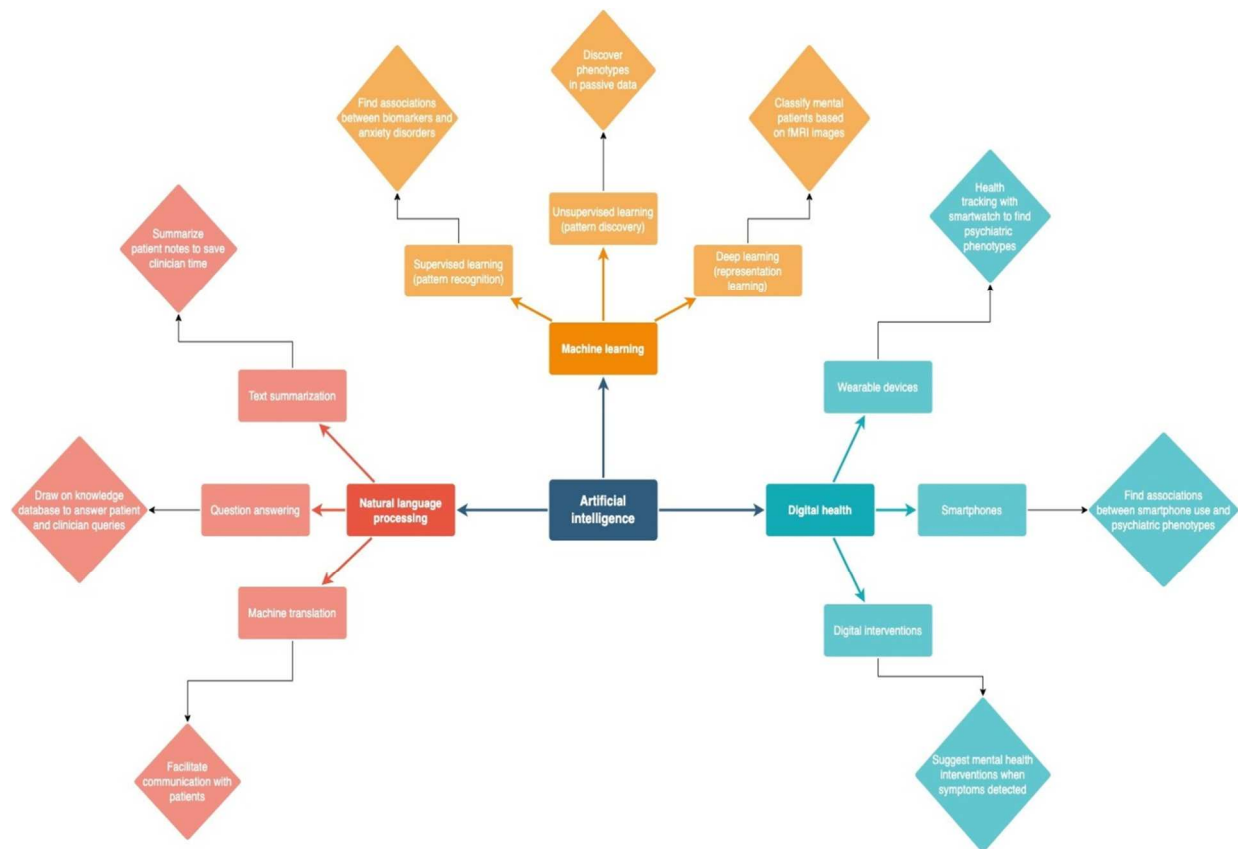 Discover
phenotypes
in passive data
Find associations
between biomarkers and
anxiety disorders
Classify mental
patients based
on fMRI images
Health
tracking with
smartwatch to find
psychiatric
phenotypes
Summarize
patient notes to save
clinician time
Unsupervised learning
(pattern discovery)
Supervised learning
(pattern recognition)
Deep learning
(representation
learning)
Machine learning
Text summarization
Wearable devices
Draw on knowledge
database to answer patient
and clinician queries
Question answering
Natural language
processing
Artificial
intelligence
Digital health
Smartphones
Find associations
between smartphone use and
psychiatric phenotypes
Machine translation
Digital interventions
Facilitate
communication with
patients
Suggest mental health
interventions when
symptoms detected